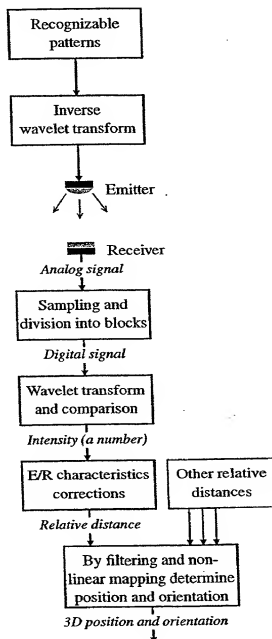 Recognizable
patterns
Inverse
wavelet transform
Emitter
Receiver
Analog signal
Sampling and
division into blocks
Digital signal
Wavelet transform
and comparison
Intensity (a number)
E/R characteristics
corrections
Other relative
distances
Relative distance
By filtering and non-
linear mapping determine
position and orientation
3D position and orientation